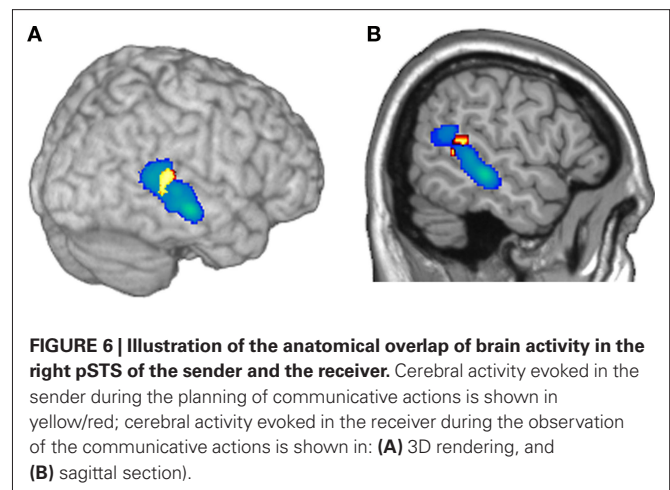 A
B
FIGURE 6 | Illustration of the anatomical overlap of brain activity in the
right pSTS of the sender and the receiver. Cerebral activity evoked in the
sender during the planning of communicative actions is shown in
yellow/red; cerebral activity evoked in the receiver during the observation
of the communicative actions is shown in: (A) 3D rendering, and
(B) sagittal section).